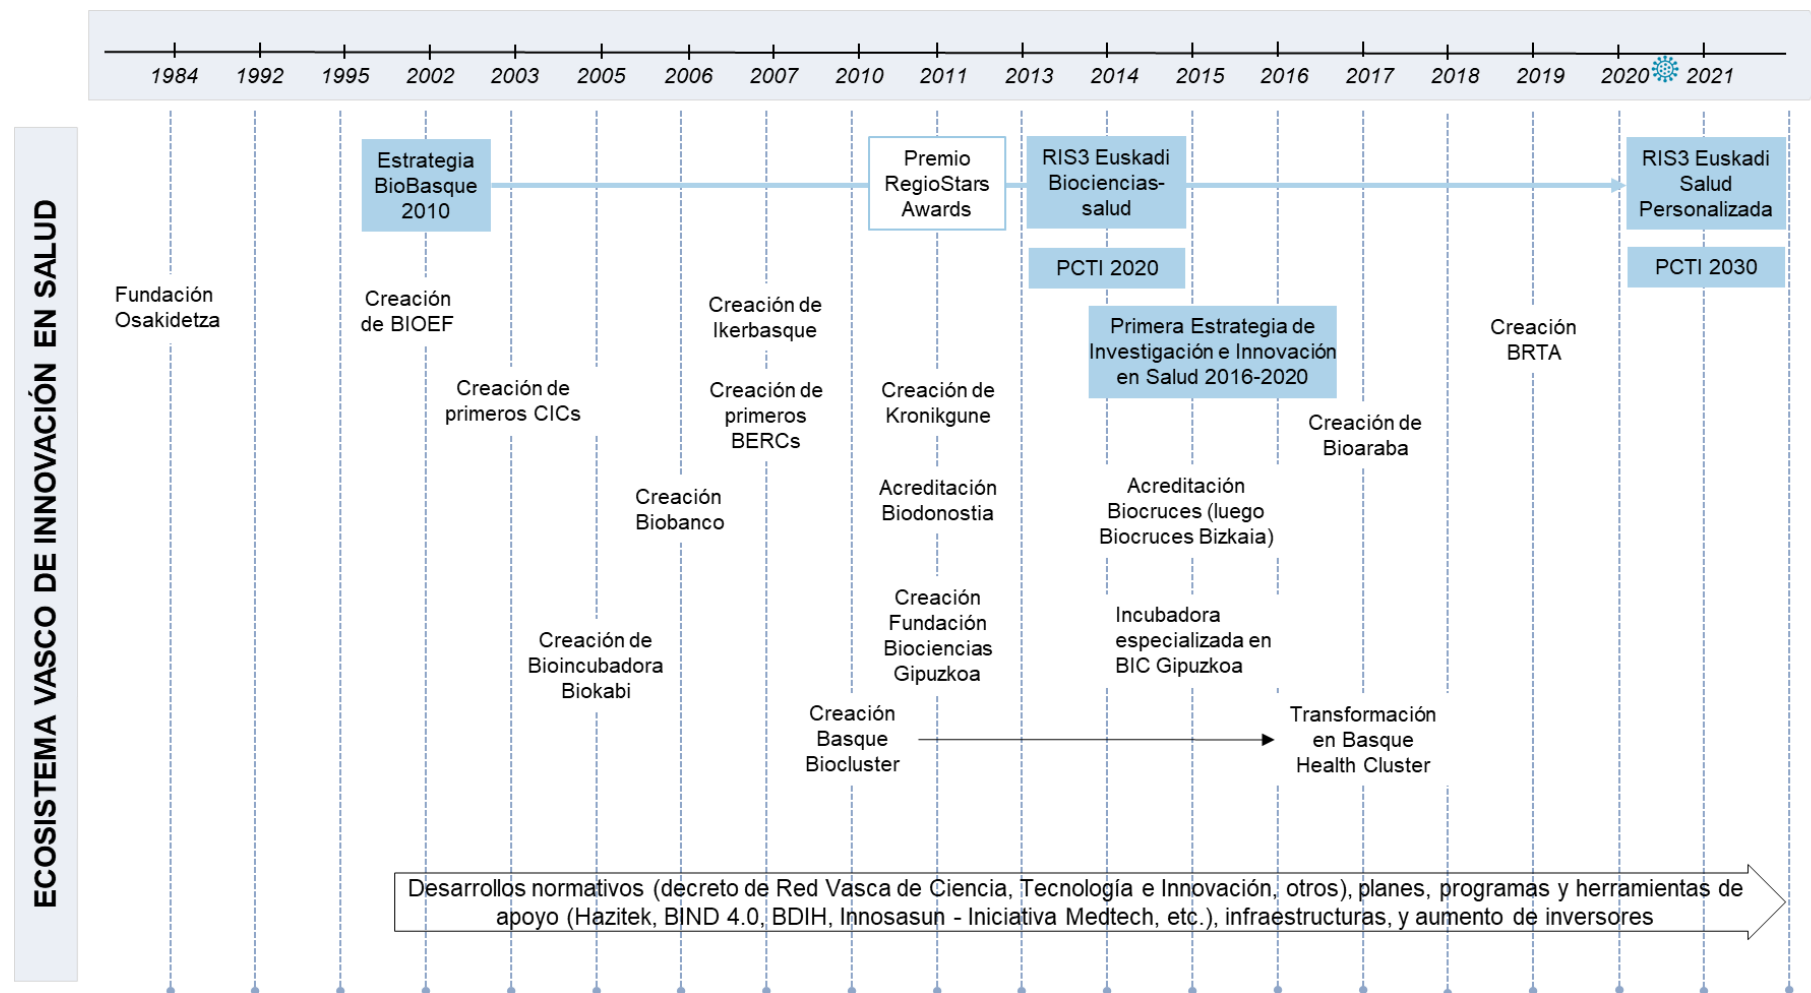 1984 1992 1995 2002 2003 2005 2006 2007 2010 2011 2013 2014 2015 2016 2017 2018 2019 2020 2021
ECOSISTEMA VASCO DE INNOVACIÓN EN SALUD
Estrategia
BioBasque
2010
Premio
RegioStars
Awards
RIS3 Euskadi
Biociencias-
salud
RIS3 Euskadi
Salud
Personalizada
PCTI 2020
PCTI 2030
Fundación
Osakidetza
Creación
de BIOEF
Creación de
Ikerbasque
Primera Estrategia de
Investigación e Innovación
en Salud 2016-2020
Creación
BRTA
Creación de
primeros CICs
Creación de
primeros
BERCs
Creación de
Kronikgune
Creación de
Bioaraba
Creación
Biobanco
Acreditación
Biodonostia
Acreditación
Biocruces (luego
Biocruces Bizkaia)
Creación de
Bioincubadora
Biokabi
Creación
Fundación
Biociencias
Gipuzkoa
Incubadora
especializada en
BIC Gipuzkoa
Creación
Basque
Biocluster
Transformación
en Basque
Health Cluster
Desarrollos normativos (decreto de Red Vasca de Ciencia, Tecnología e Innovación, otros), planes, programas y herramientas de
apoyo (Hazitek, BIND 4.0, BDIH, Innosasun - Iniciativa Medtech, etc.), infraestructuras, y aumento de inversores